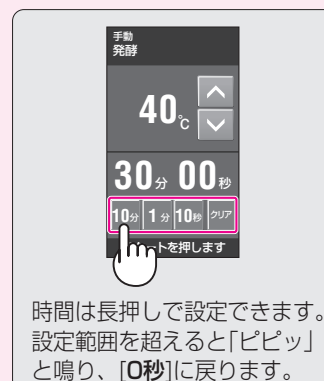 手動
発酵
40℃
30分 00秒
10分 1分 10秒 クリア
ートを押します
時間は長押しで設定できます。
設定範囲を超えると「ピピッ」
と鳴り、[0秒]に戻ります。